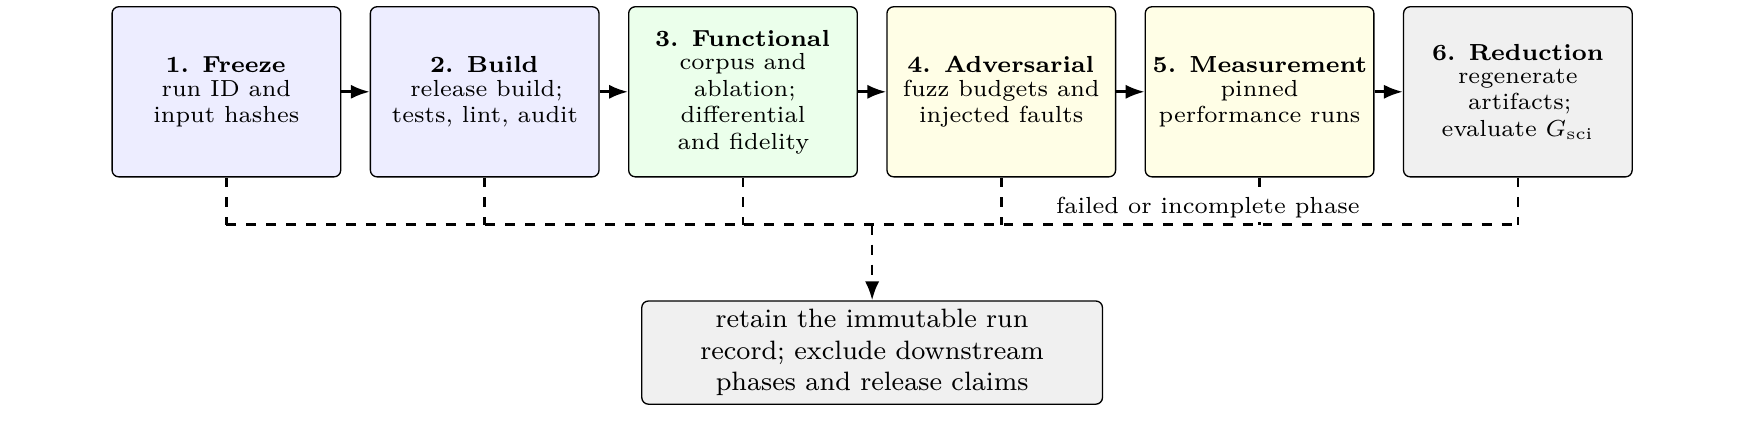 1. Freeze
run ID and
input hashes
2. Build
release build;
tests, lint, audit
3. Functional
corpus and
ablation;
differential
and fidelity
4. Adversarial
fuzz budgets and
injected faults
5. Measurement
pinned
performance runs
6. Reduction
regenerate
artifacts;
evaluate G_sci
failed or incomplete phase
retain the immutable run
record; exclude downstream
phases and release claims